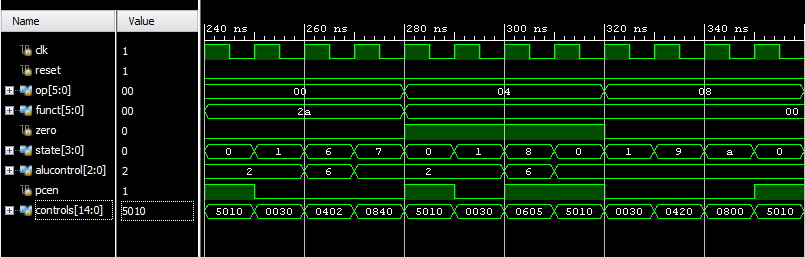 Name Value 240 ns 260 ns 280 ns 300 ns 320 ns 340 ns
clk 1
reset 1
op[5:0] 00 00 04 08
funct[5:0] 00 2a 00
zero 0
state[3:0] 0 0 1 6 7 0 1 8 0 1 9 a 0
alucontrol[2:0] 2 2 6 2 6
pcen 1
controls[14:0] 5010 5010 0030 0402 0840 5010 0030 0605 5010 0030 0420 0800 5010